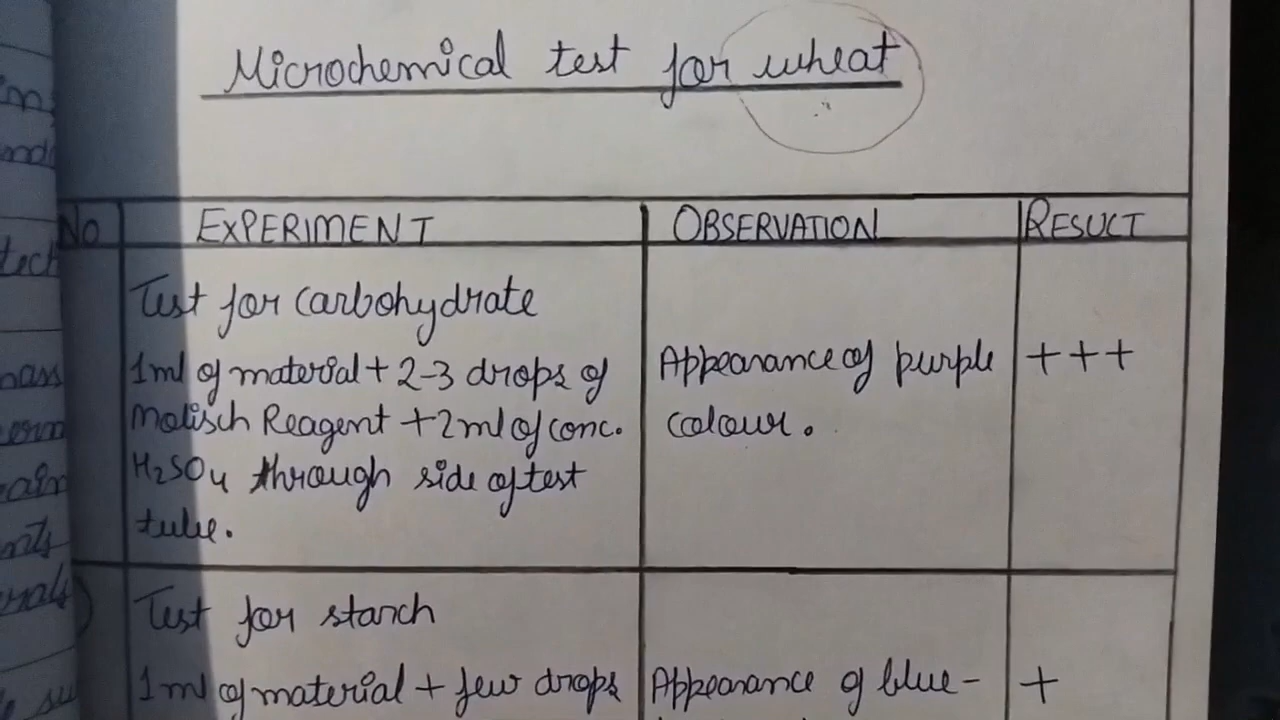 Microchemical test for wheat
No EXPERIMENT OBSERVATION RESULT
Test for carbohydrate
1ml of material + 2-3 drops of
Molisch Reagent + 2ml of conc.
H₂SO₄ through side of test
tube.
Appearance of purple
colour.
+++
Test for starch
1ml of material + few drops
Appearance of blue-
+